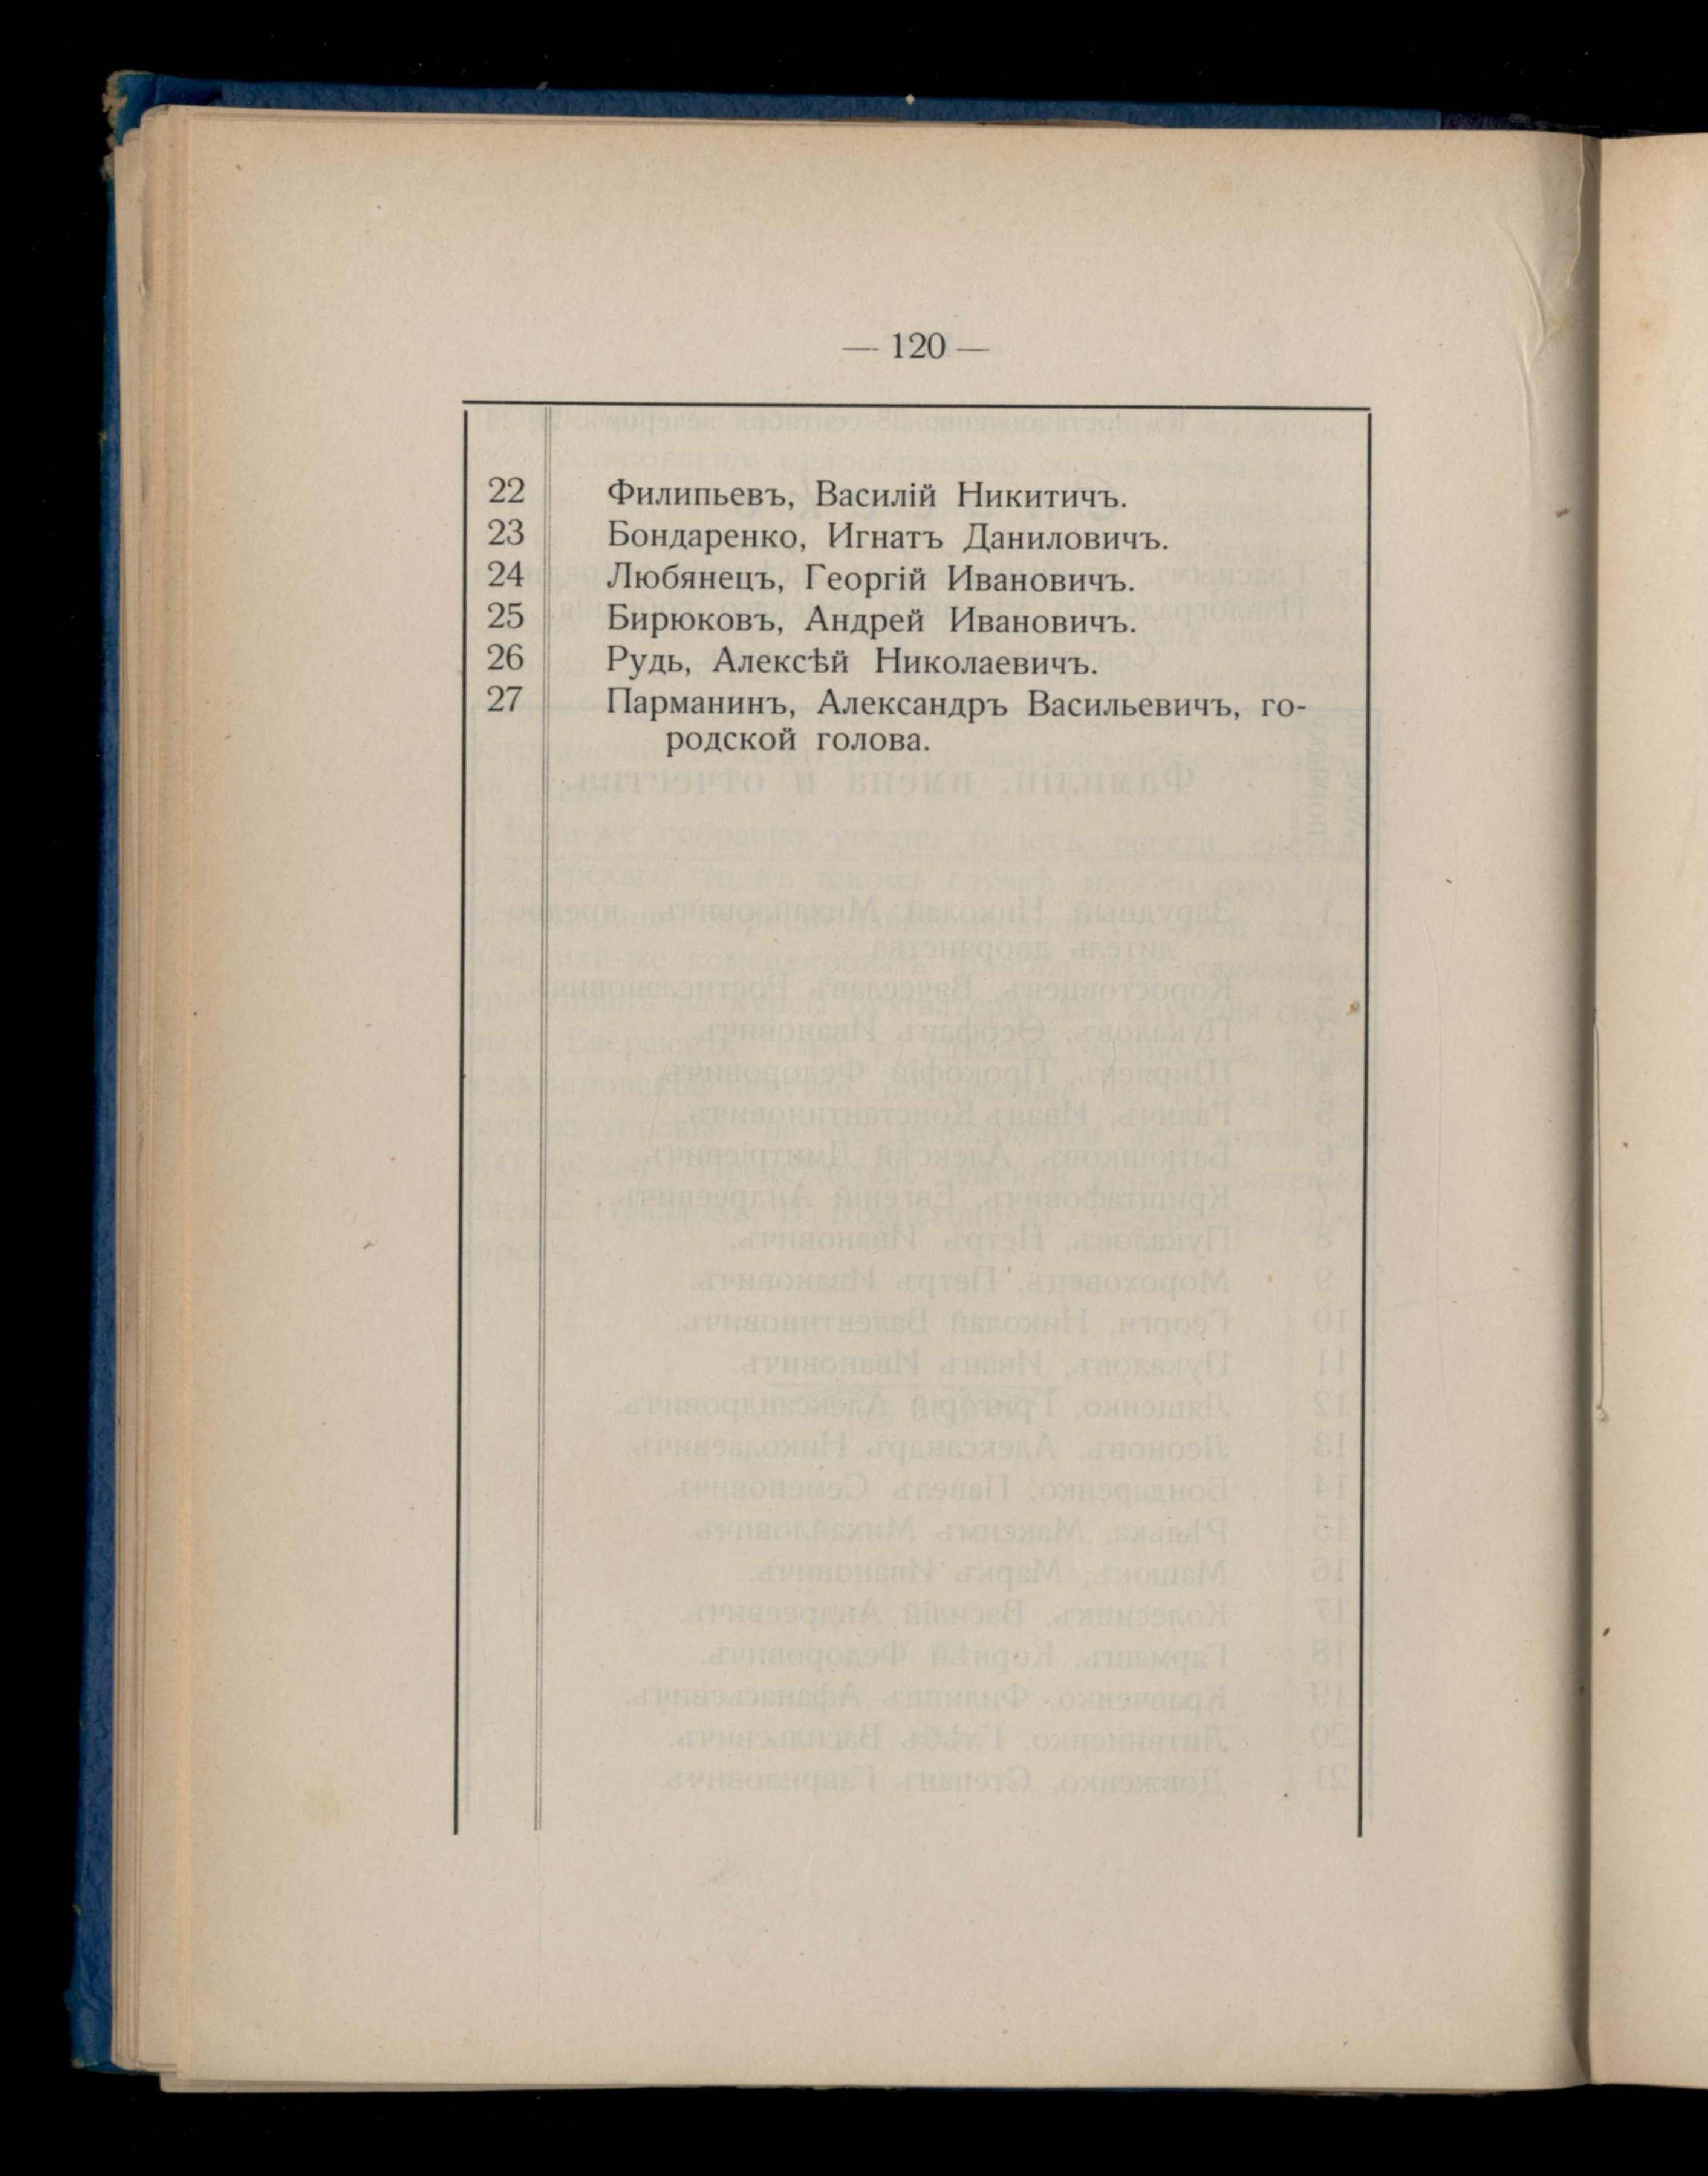 — 120 —
22 Филипьевъ, Василій Никитичъ.
23 Бондаренко, Игнатъ Даниловичъ.
24 Любянецъ, Георгій Ивановичъ.
25 Бирюковъ, Андрей Ивановичъ.
26 Рудь, Алексѣй Николаевичъ.
27 Парманинъ, Александръ Васильевичъ, го-
родской голова.